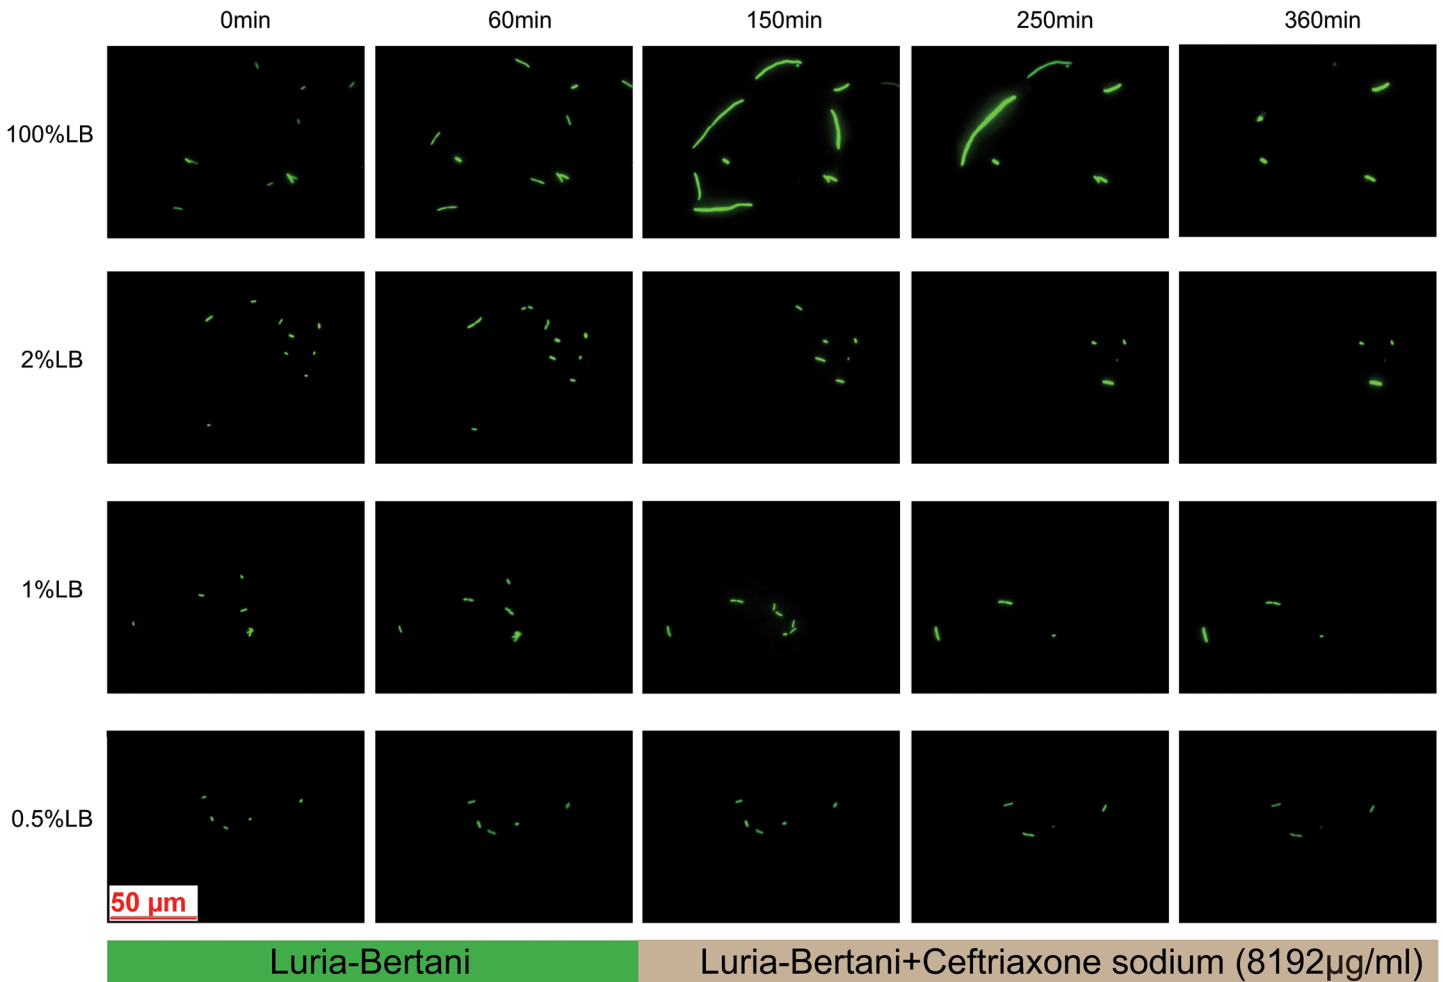 0min 60min 150min 250min 360min
100%LB
2%LB
1%LB
0.5%LB
50 µm
Luria-Bertani Luria-Bertani+Ceftriaxone sodium (8192µg/ml)